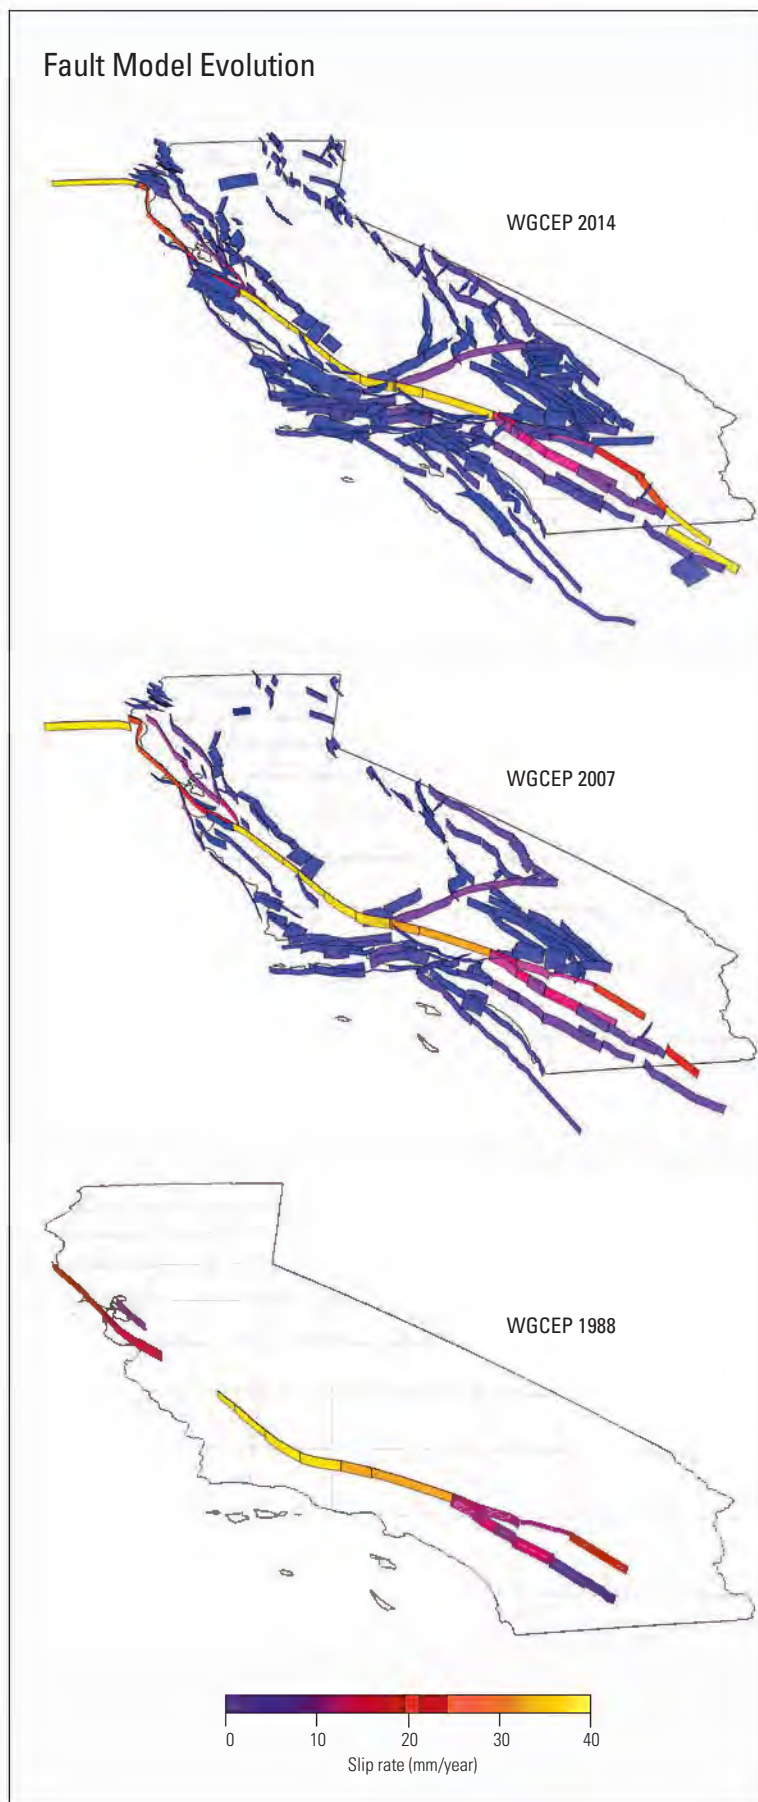 Fault Model Evolution
WGCEP 2014
WGCEP 2007
WGCEP 1988
0 10 20 30 40
Slip rate (mm/year)